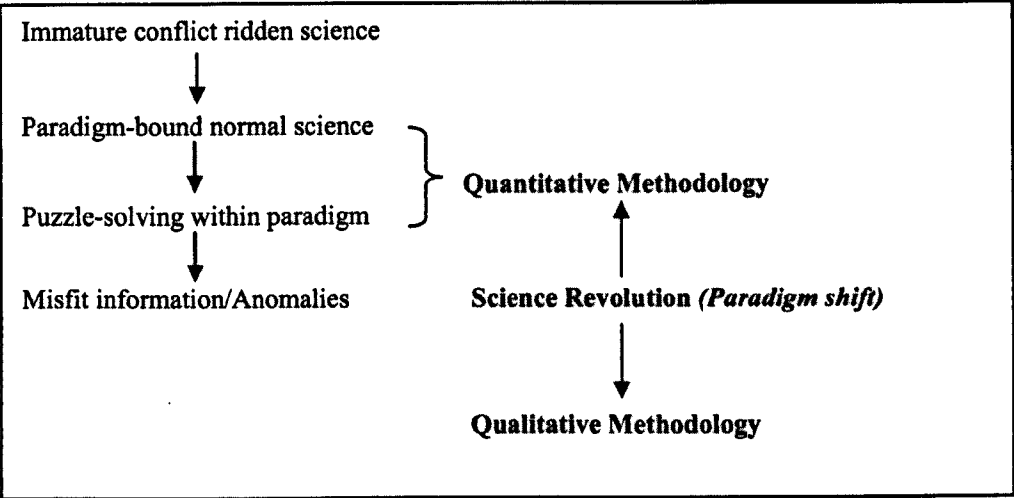 Immature conflict ridden science
Paradigm-bound normal science
Quantitative Methodology
Puzzle-solving within paradigm
Misfit information/Anomalies
Science Revolution (Paradigm shift)
Qualitative Methodology